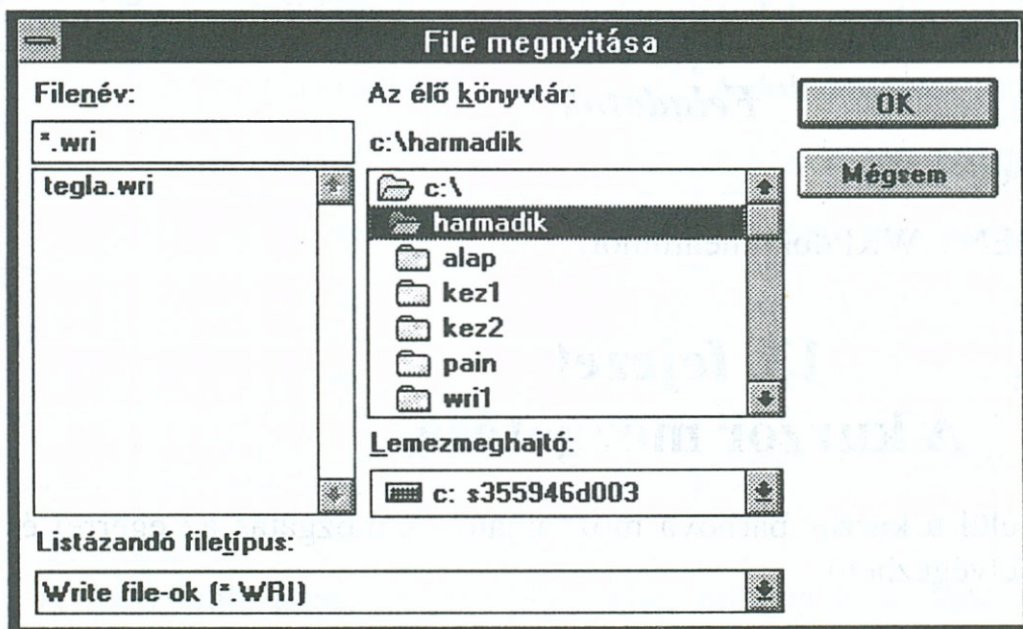 File megnyitása
Filenév:
*.wri
tegla.wri
Az élő könyvtár:
c:\harmadik
c:\
harmadik
alap
kez1
kez2
pain
wri1
Lemezmeghajtó:
c: s355946d003
Listázandó filetípus:
Write file-ok (*.WRI)
OK
Mégsem